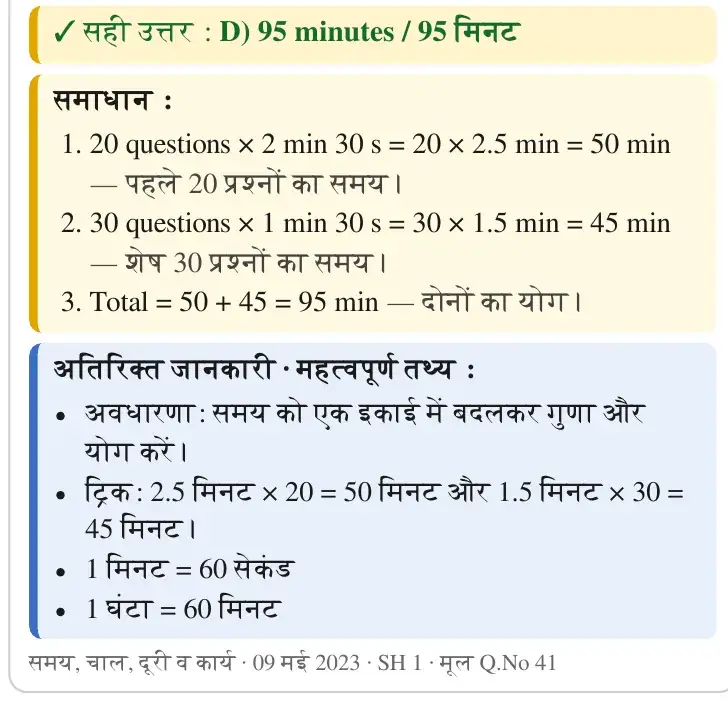 ✓ सही उत्तर : D) 95 minutes / 95 मिनट
समाधान :
1. 20 questions × 2 min 30 s = 20 × 2.5 min = 50 min
— पहले 20 प्रश्नों का समय।
2. 30 questions × 1 min 30 s = 30 × 1.5 min = 45 min
— शेष 30 प्रश्नों का समय।
3. Total = 50 + 45 = 95 min — दोनों का योग।
अतिरिक्त जानकारी · महत्वपूर्ण तथ्य :
• अवधारणा : समय को एक इकाई में बदलकर गुणा और
योग करें।
• ट्रिक : 2.5 मिनट × 20 = 50 मिनट और 1.5 मिनट × 30 =
45 मिनट।
• 1 मिनट = 60 सेकंड
• 1 घंटा = 60 मिनट
समय, चाल, दूरी व कार्य · 09 मई 2023 · SH 1 · मूल Q.No 41